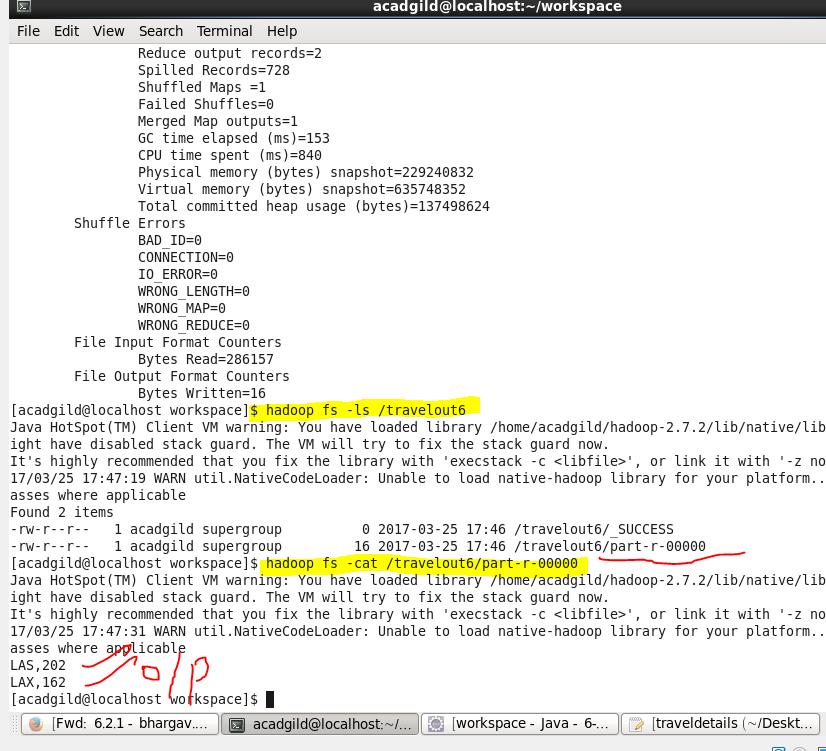 acadgild@localhost:~/workspace
File Edit View Search Terminal Help
Reduce output records=2
Spilled Records=728
Shuffled Maps =1
Failed Shuffles=0
Merged Map outputs=1
GC time elapsed (ms)=153
CPU time spent (ms)=840
Physical memory (bytes) snapshot=229240832
Virtual memory (bytes) snapshot=635748352
Total committed heap usage (bytes)=137498624
Shuffle Errors
BAD_ID=0
CONNECTION=0
IO_ERROR=0
WRONG_LENGTH=0
WRONG_MAP=0
WRONG_REDUCE=0
File Input Format Counters
Bytes Read=286157
File Output Format Counters
Bytes Written=16
[acadgild@localhost workspace]$ hadoop fs -ls /travelout6
Java HotSpot(TM) Client VM warning: You have loaded library /home/acadgild/hadoop-2.7.2/lib/native/lib
ight have disabled stack guard. The VM will try to fix the stack guard now.
It's highly recommended that you fix the library with 'execstack -c <libfile>', or link it with '-z no
17/03/25 17:47:19 WARN util.NativeCodeLoader: Unable to load native-hadoop library for your platform..
asses where applicable
Found 2 items
-rw-r--r-- 1 acadgild supergroup 0 2017-03-25 17:46 /travelout6/_SUCCESS
-rw-r--r-- 1 acadgild supergroup 16 2017-03-25 17:46 /travelout6/part-r-00000
[acadgild@localhost workspace]$ hadoop fs -cat /travelout6/part-r-00000
Java HotSpot(TM) Client VM warning: You have loaded library /home/acadgild/hadoop-2.7.2/lib/native/lib
ight have disabled stack guard. The VM will try to fix the stack guard now.
It's highly recommended that you fix the library with 'execstack -c <libfile>', or link it with '-z no
17/03/25 17:47:31 WARN util.NativeCodeLoader: Unable to load native-hadoop library for your platform..
asses where applicable
LAS,202 o/p
LAX,162
[acadgild@localhost workspace]$
[Fwd: 6.2.1 - bhargav.... acadgild@localhost:~/... [workspace - Java - 6-... [traveldetails (~/Deskt...